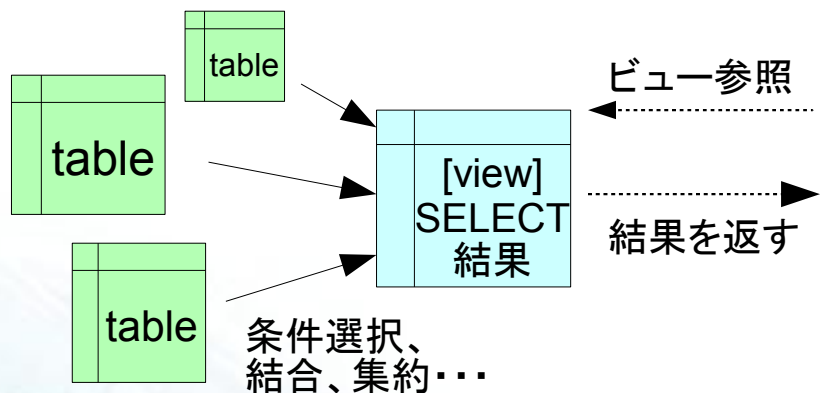 table
table
table
[view]
SELECT
結果
ビュー参照
結果を返す
条件選択、
結合、集約・・・